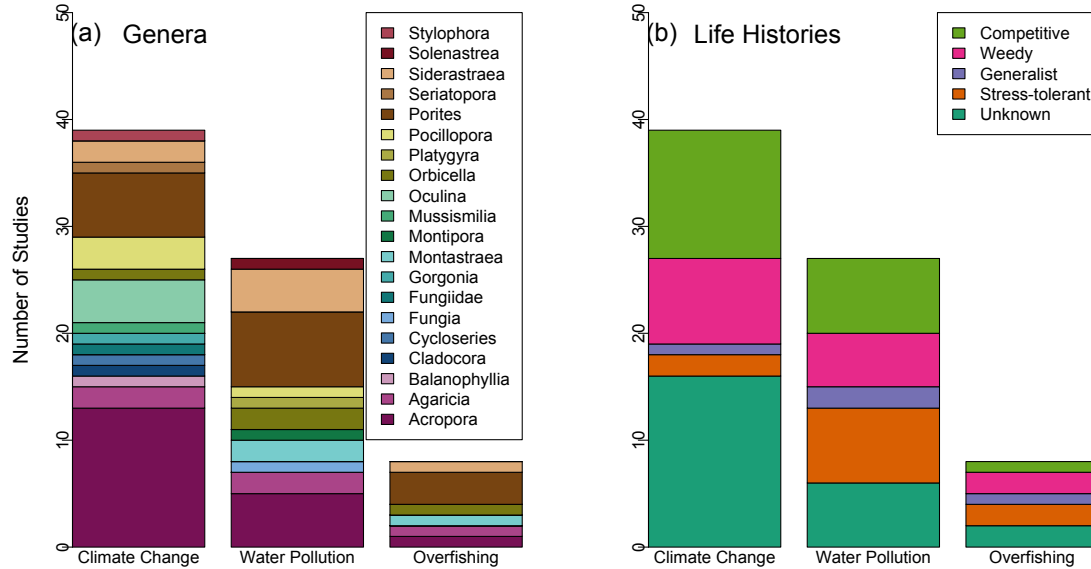 (a) Genera
Stylophora
Solenastrea
Siderastraea
Seriatopora
Porites
Pocillopora
Platygyra
Orbicella
Oculina
Mussismilia
Montipora
Montastraea
Gorgonia
Fungiidae
Fungia
Cycloseries
Cladocora
Balanophyllia
Agaricia
Acropora
Number of Studies
50
40
30
20
10
0
Climate Change
Water Pollution
Overfishing
(b) Life Histories
Competitive
Weedy
Generalist
Stress-tolerant
Unknown
50
40
30
20
10
0
Climate Change
Water Pollution
Overfishing